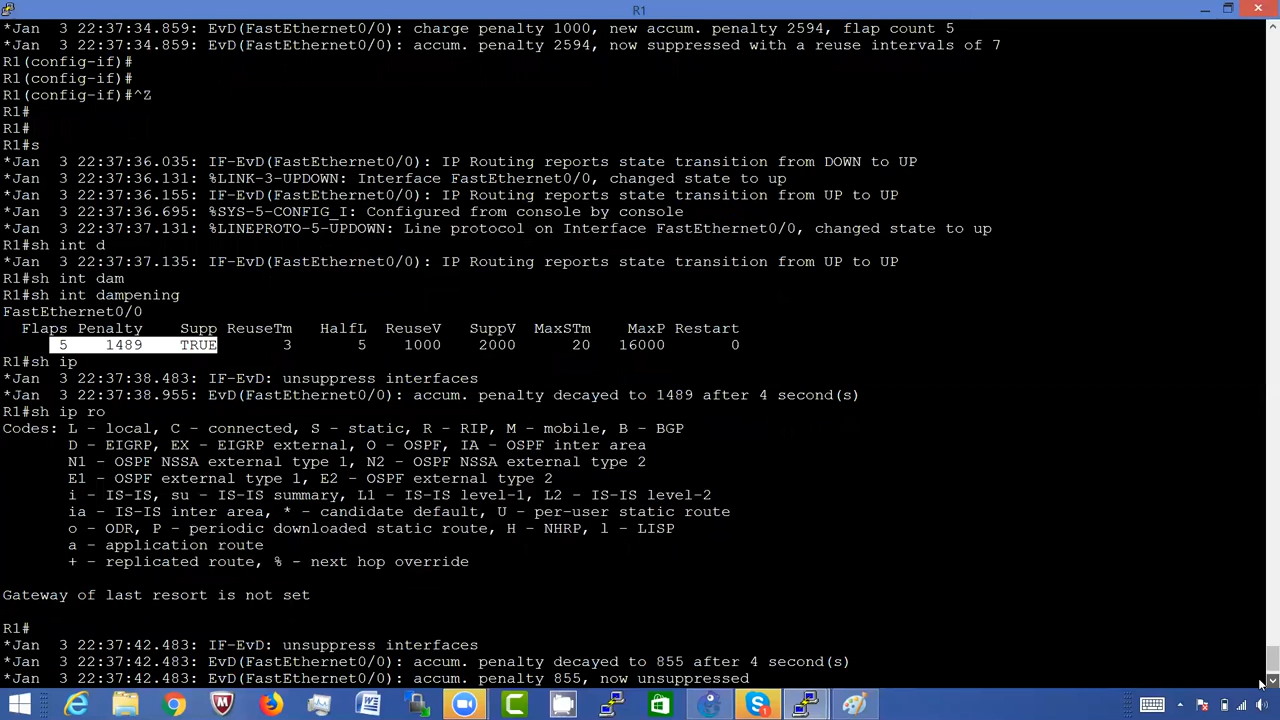 R1
*Jan  3 22:37:34.859: EvD(FastEthernet0/0): charge penalty 1000, new accum. penalty 2594, flap count 5
*Jan  3 22:37:34.859: EvD(FastEthernet0/0): accum. penalty 2594, now suppressed with a reuse intervals of 7
R1(config-if)#
R1(config-if)#
R1(config-if)#^Z
R1#
R1#
R1#s
*Jan  3 22:37:36.035: IF-EvD(FastEthernet0/0): IP Routing reports state transition from DOWN to UP
*Jan  3 22:37:36.131: %LINK-3-UPDOWN: Interface FastEthernet0/0, changed state to up
*Jan  3 22:37:36.155: IF-EvD(FastEthernet0/0): IP Routing reports state transition from UP to UP
*Jan  3 22:37:36.695: %SYS-5-CONFIG_I: Configured from console by console
*Jan  3 22:37:37.131: %LINEPROTO-5-UPDOWN: Line protocol on Interface FastEthernet0/0, changed state to up
R1#sh int d
*Jan  3 22:37:37.135: IF-EvD(FastEthernet0/0): IP Routing reports state transition from UP to UP
R1#sh int dam
R1#sh int dampening
FastEthernet0/0
  Flaps Penalty    Supp ReuseTm   HalfL  ReuseV   SuppV  MaxSTm    MaxP Restart
      5    1489    TRUE       3       5    1000    2000      20   16000       0
R1#sh ip
*Jan  3 22:37:38.483: IF-EvD: unsuppress interfaces
*Jan  3 22:37:38.955: EvD(FastEthernet0/0): accum. penalty decayed to 1489 after 4 second(s)
R1#sh ip ro
Codes: L - local, C - connected, S - static, R - RIP, M - mobile, B - BGP
       D - EIGRP, EX - EIGRP external, O - OSPF, IA - OSPF inter area
       N1 - OSPF NSSA external type 1, N2 - OSPF NSSA external type 2
       E1 - OSPF external type 1, E2 - OSPF external type 2
       i - IS-IS, su - IS-IS summary, L1 - IS-IS level-1, L2 - IS-IS level-2
       ia - IS-IS inter area, * - candidate default, U - per-user static route
       o - ODR, P - periodic downloaded static route, H - NHRP, l - LISP
       a - application route
       + - replicated route, % - next hop override
Gateway of last resort is not set
R1#
*Jan  3 22:37:42.483: IF-EvD: unsuppress interfaces
*Jan  3 22:37:42.483: EvD(FastEthernet0/0): accum. penalty decayed to 855 after 4 second(s)
*Jan  3 22:37:42.483: EvD(FastEthernet0/0): accum. penalty 855, now unsuppressed